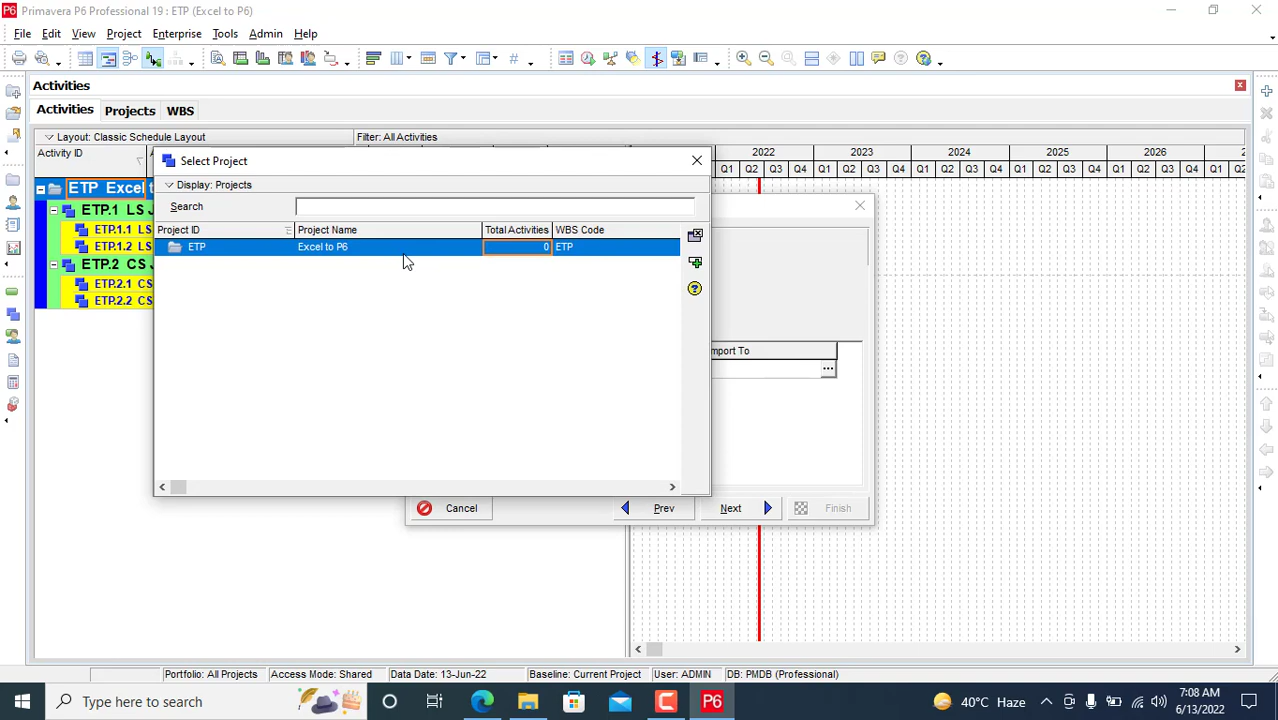 P6 Primavera P6 Professional 19 : ETP (Excel to P6)
File Edit View Project Enterprise Tools Admin Help
Activities
Activities Projects WBS
Layout: Classic Schedule Layout Filter: All Activities
Activity ID
2022 2023 2024 2025 2026
Q1 Q2 Q3 Q4 Q1 Q2 Q3 Q4 Q1 Q2 Q3 Q4 Q1 Q2 Q3 Q4
ETP Excel t
ETP.1 LS J
ETP.1.1 LS
ETP.1.2 LS
ETP.2 CS J
ETP.2.1 CS
ETP.2.2 CS
Select Project
Display: Projects
Search
Project ID Project Name Total Activities WBS Code
ETP Excel to P6 0 ETP
mport To
...
Cancel Prev Next Finish
Portfolio: All Projects Access Mode: Shared Data Date: 13-Jun-22 Baseline: Current Project User: ADMIN DB: PMDB (Professional)
Type here to search P6 40°C Haze 7:08 AM
6/13/2022